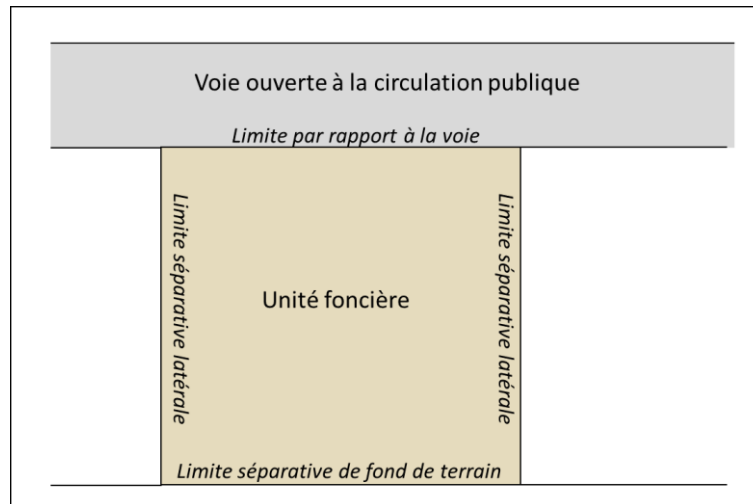 Voie ouverte à la circulation publique
Limite par rapport à la voie
Limite séparative latérale
Unité foncière
Limite séparative latérale
Limite séparative de fond de terrain